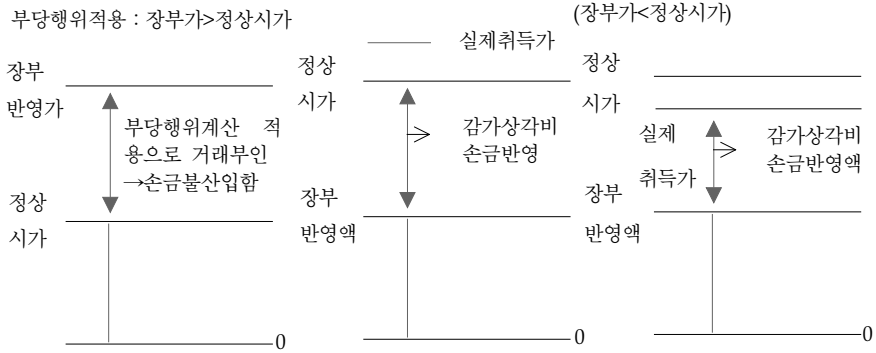 부당행위적용 : 장부가>정상시가
장부
반영가
부당행위계산 적
용으로 거래부인
→손금불산입함
정상
시가
0
실제취득가
정상
시가
감가상각비
손금반영
장부
반영액
0
(장부가<정상시가)
정상
시가
실제
취득가
감가상각비
손금반영액
장부
반영액
0